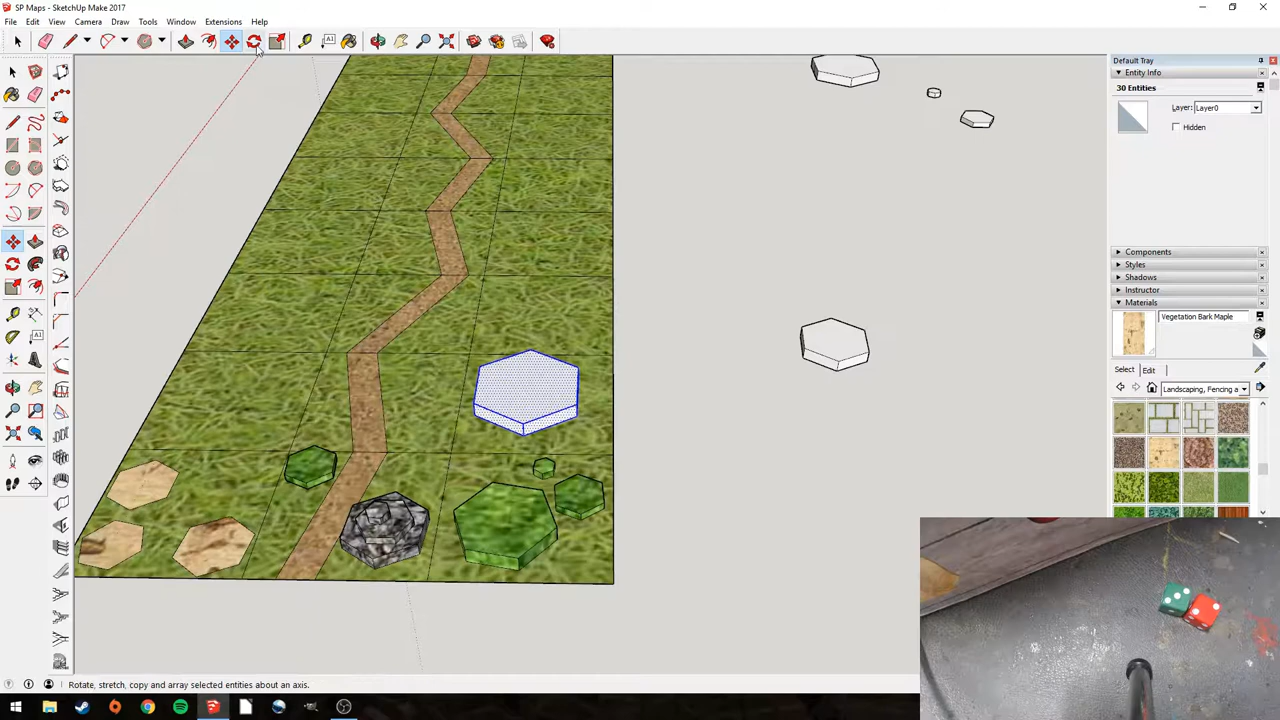 SP Maps - SketchUp Make 2017
File Edit View Camera Draw Tools Window Extensions Help
Default Tray
Entity Info
30 Entities
Layer: Layer0
Hidden
Components
Styles
Shadows
Instructor
Materials
Vegetation Bark Maple
Select Edit
Landscaping, Fencing a
Rotate, stretch, copy and array selected entities about an axis.